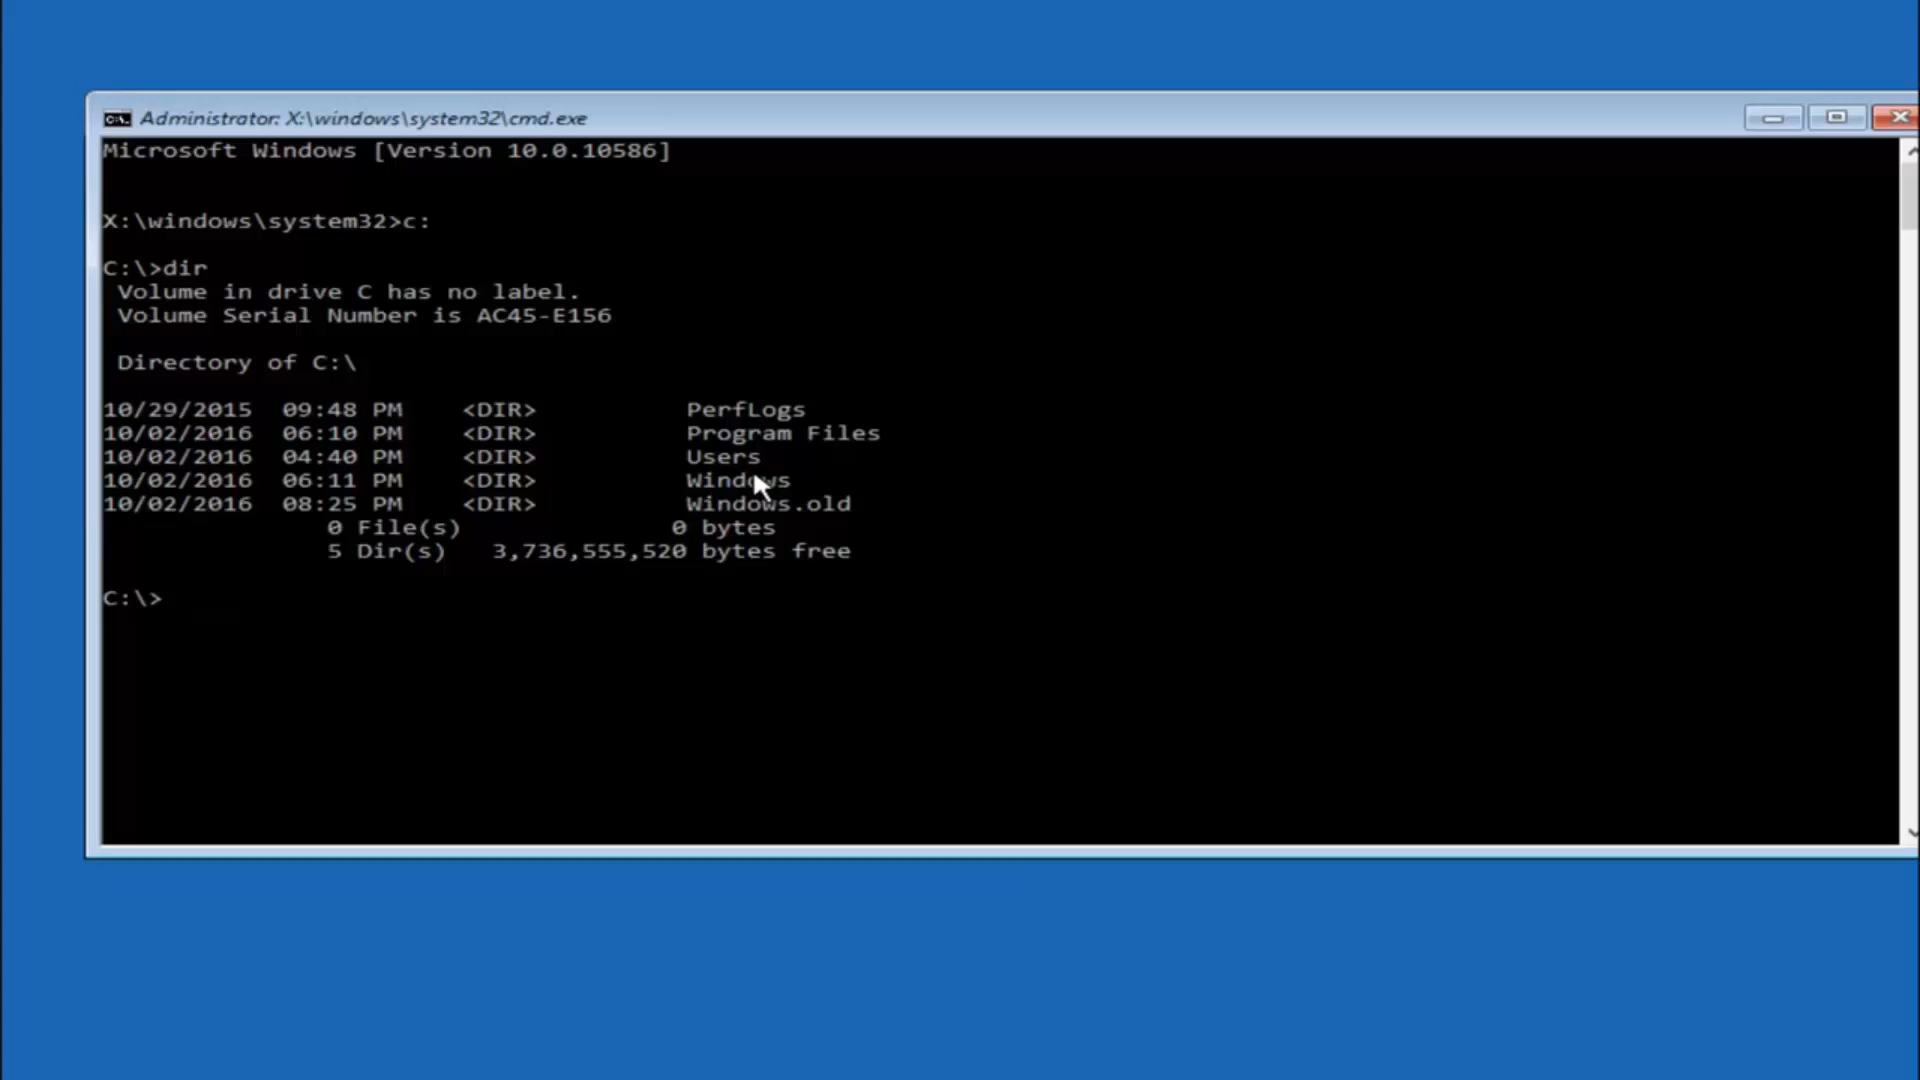 Administrator: X:\windows\system32\cmd.exe
Microsoft Windows [Version 10.0.10586]
X:\windows\system32>c:
C:\>dir
Volume in drive C has no label.
Volume Serial Number is AC45-E156
Directory of C:\
10/29/2015  09:48 PM    <DIR>          PerfLogs
10/02/2016  06:10 PM    <DIR>          Program Files
10/02/2016  04:40 PM    <DIR>          Users
10/02/2016  06:11 PM    <DIR>          Windows
10/02/2016  08:25 PM    <DIR>          Windows.old
0 File(s)              0 bytes
5 Dir(s)   3,736,555,520 bytes free
C:\>